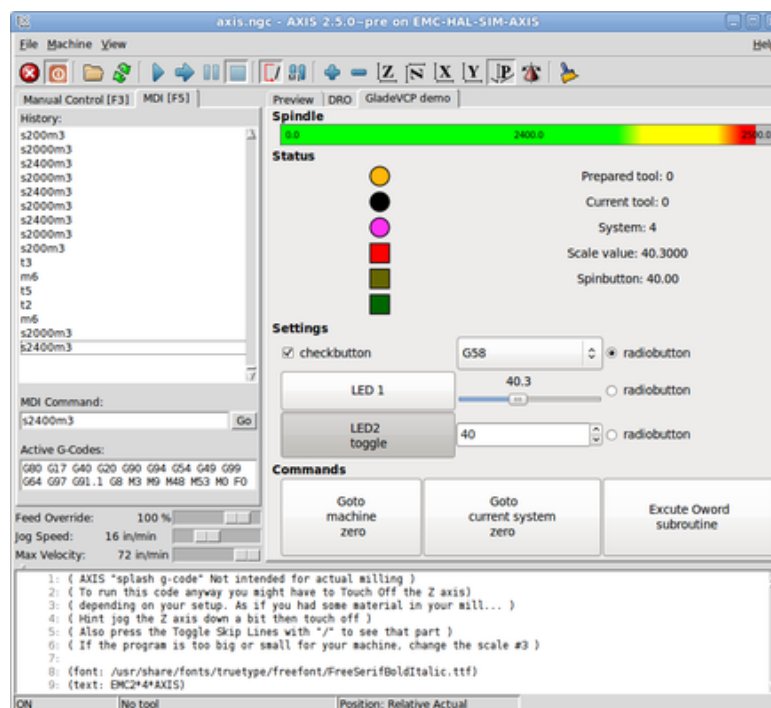 axis.ngc - AXIS 2.5.0~pre on EMC-HAL-SIM-AXIS
File Machine View Hel
Manual Control [F3] MDI [F5]
Preview DRO GladeVCP demo
History:
s200m3
s2000m3
s2400m3
s2000m3
s2400m3
s2000m3
s2400m3
s2000m3
s200m3
t3
m6
t5
t2
m6
s2000m3
s2400m3
MDI Command:
s2400m3 Go
Active G-Codes:
G80 G17 G40 G20 G90 G94 G54 G49 G99
G64 G97 G91.1 G8 M3 M9 M48 M53 M0 F0
Feed Override: 100 %
Jog Speed: 16 in/min
Max Velocity: 72 in/min
Spindle
0.0 2400.0 2500.0
Status
Prepared tool: 0
Current tool: 0
System: 4
Scale value: 40.3000
Spinbutton: 40.00
Settings
checkbutton G58 radiobutton
LED 1 40.3 radiobutton
LED2
toggle 40 radiobutton
Commands
Goto
machine
zero
Goto
current system
zero
Excute Oword
subroutine
1: ( AXIS "splash g-code" Not intended for actual milling )
2: ( To run this code anyway you might have to Touch Off the Z axis)
3: ( depending on your setup. As if you had some material in your mill... )
4: ( Hint jog the Z axis down a bit then touch off )
5: ( Also press the Toggle Skip Lines with "/" to see that part )
6: ( If the program is too big or small for your machine, change the scale #3 )
7:
8: (font: /usr/share/fonts/truetype/freefont/FreeSerifBoldItalic.ttf)
9: (text: EMC2*4*AXIS)
ON No tool Position: Relative Actual